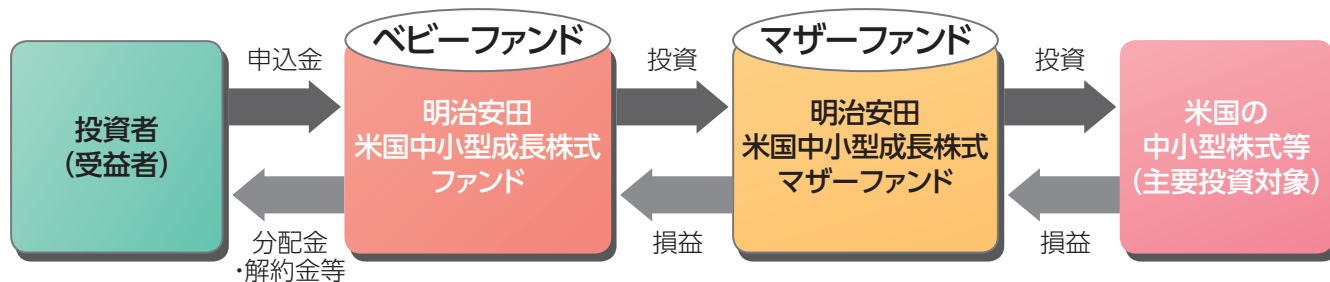 投資者
(受益者)
申込金
分配金
・解約金等
ベビーファンド
明治安田
米国中小型成長株式
ファンド
投資
損益
マザーファンド
明治安田
米国中小型成長株式
マザーファンド
投資
損益
米国の
中小型株式等
(主要投資対象)